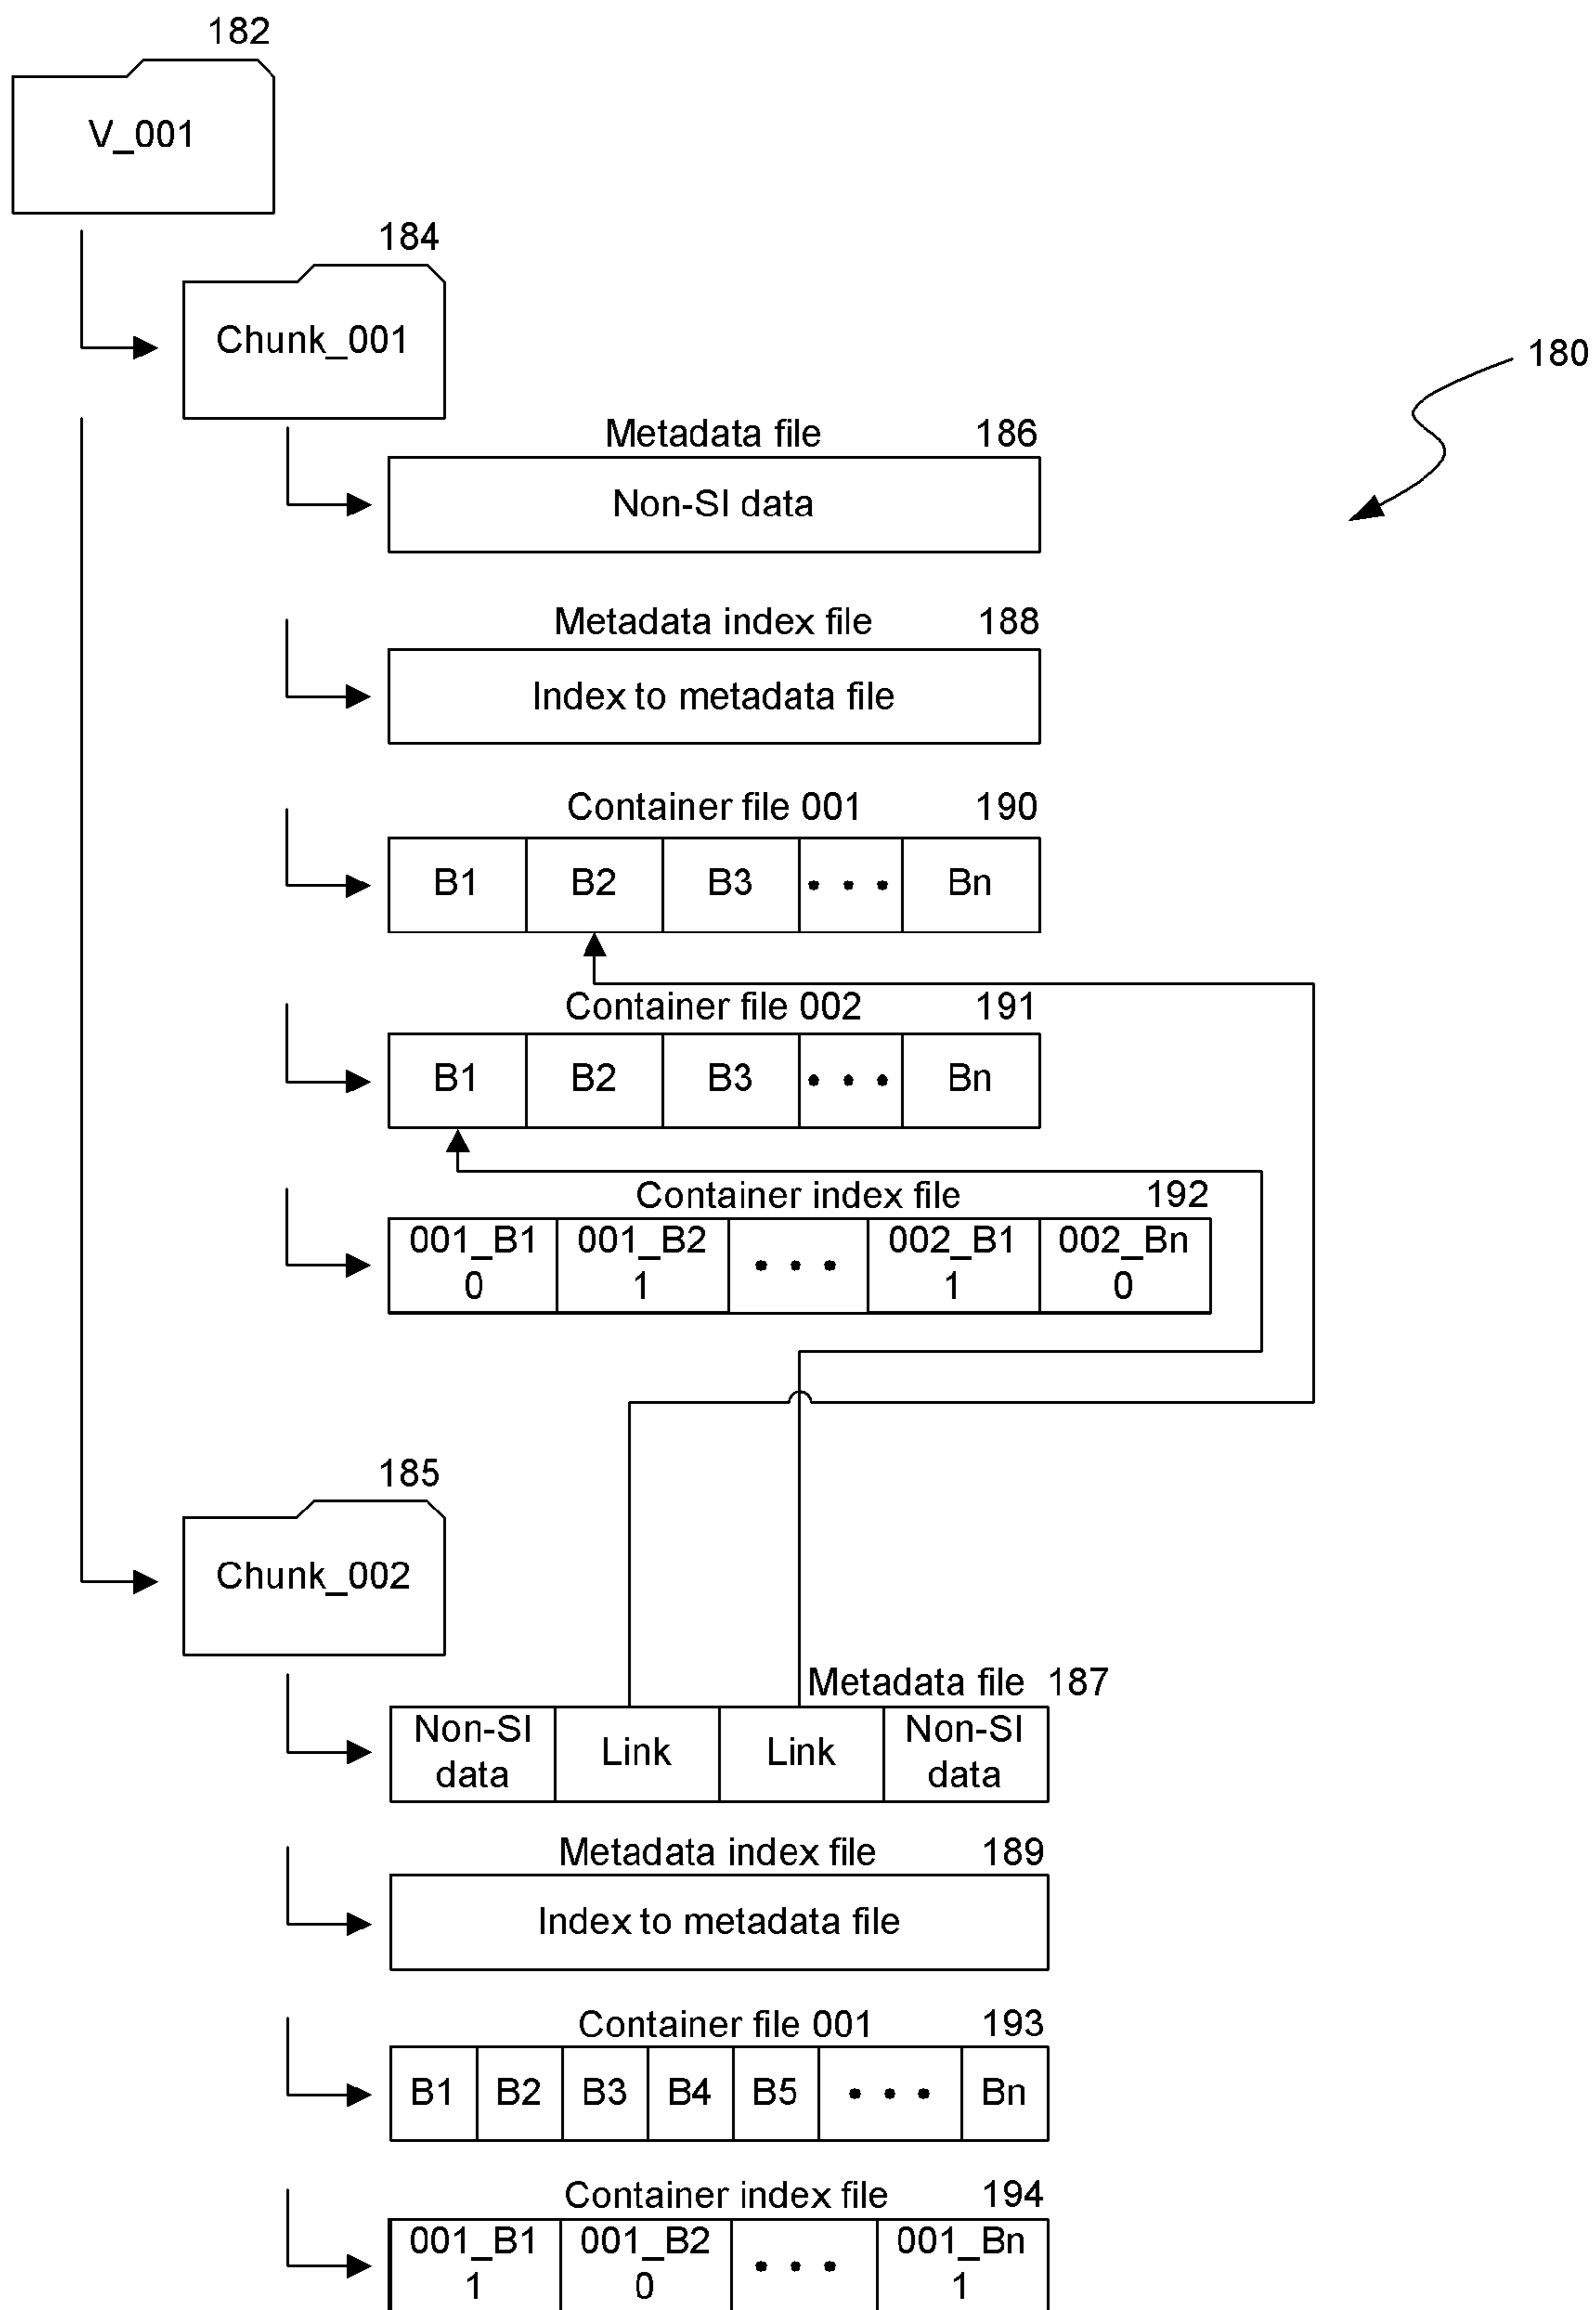 182
V_001
184
Chunk_001
180
Metadata file 186
Non-SI data
Metadata index file 188
Index to metadata file
Container file 001 190
B1 B2 B3 • • • Bn
Container file 002 191
B1 B2 B3 • • • Bn
Container index file 192
001_B1 001_B2 • • • 002_B1 002_Bn
0 1 1 0
185
Chunk_002
Metadata file 187
Non-SI data Link Link Non-SI data
Metadata index file 189
Index to metadata file
Container file 001 193
B1 B2 B3 B4 B5 • • • Bn
Container index file 194
001_B1 001_B2 • • • 001_Bn
1 0 1